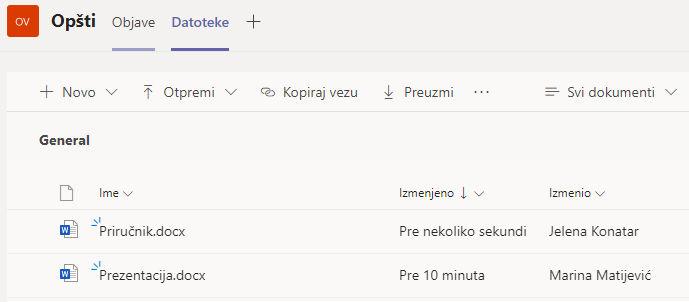 OV Opšti Objave Datoteke
Novo Otpremi Kopiraj vezu Preuzmi Svi dokumenti
General
Ime Izmenjeno Izmenio
Priručnik.docx Pre nekoliko sekundi Jelena Konatar
Prezentacija.docx Pre 10 minuta Marina Matijević